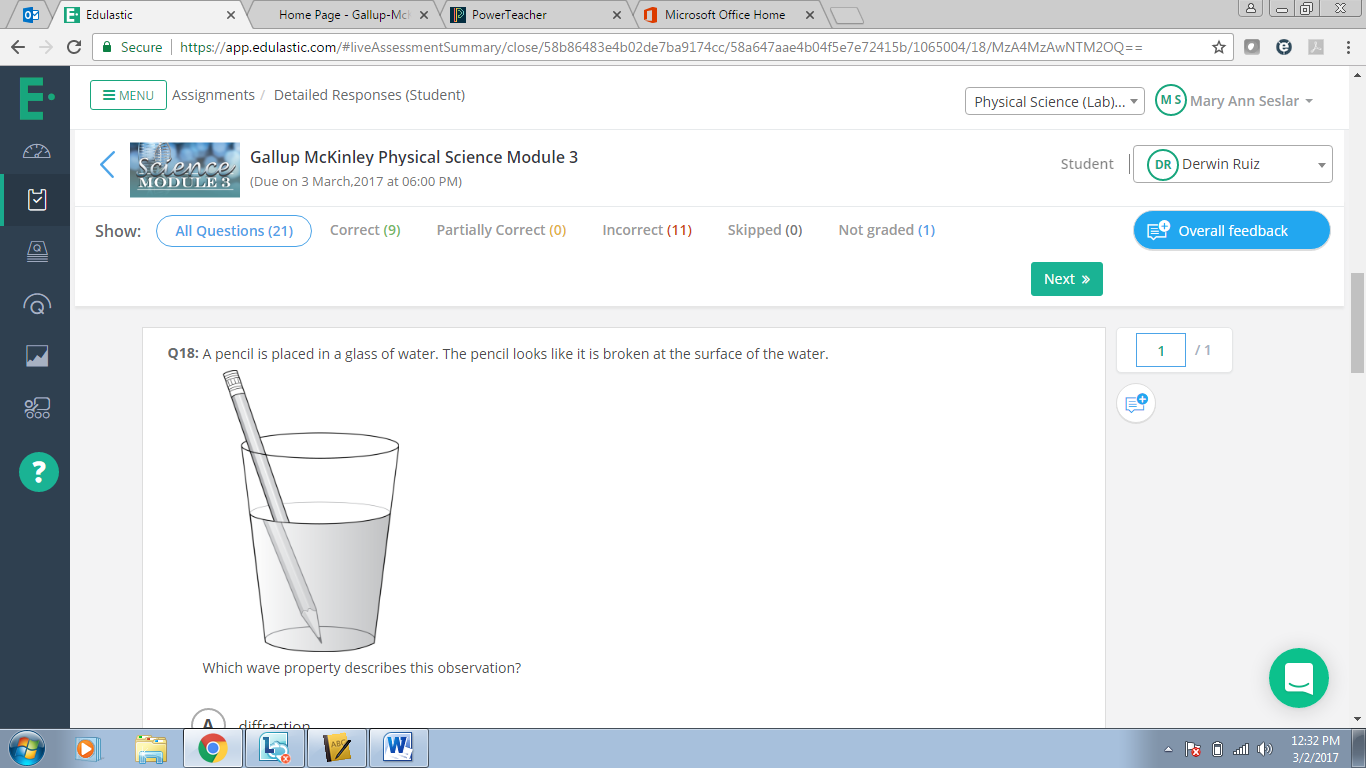 Edulastic
Home Page - Gallup-McK
PowerTeacher
Microsoft Office Home
Secure
https://app.edulastic.com/#liveAssessmentSummary/close/58b86483e4b02de7ba9174cc/58b647aae4b04f5e7e72415b/1065004/18/MzA4MzAwNTM2OQ==
E
MENU
Assignments / Detailed Responses (Student)
Physical Science (Lab)...
MS Mary Ann Seslar
Science
MODULE 3
Gallup McKinley Physical Science Module 3
(Due on 3 March,2017 at 06:00 PM)
Student
DR Derwin Ruiz
Show:
All Questions (21)
Correct (9)
Partially Correct (0)
Incorrect (11)
Skipped (0)
Not graded (1)
Overall feedback
Next »
Q18: A pencil is placed in a glass of water. The pencil looks like it is broken at the surface of the water.
1 / 1
Which wave property describes this observation?
A diffraction
?
ABC
W
12:32 PM
3/2/2017